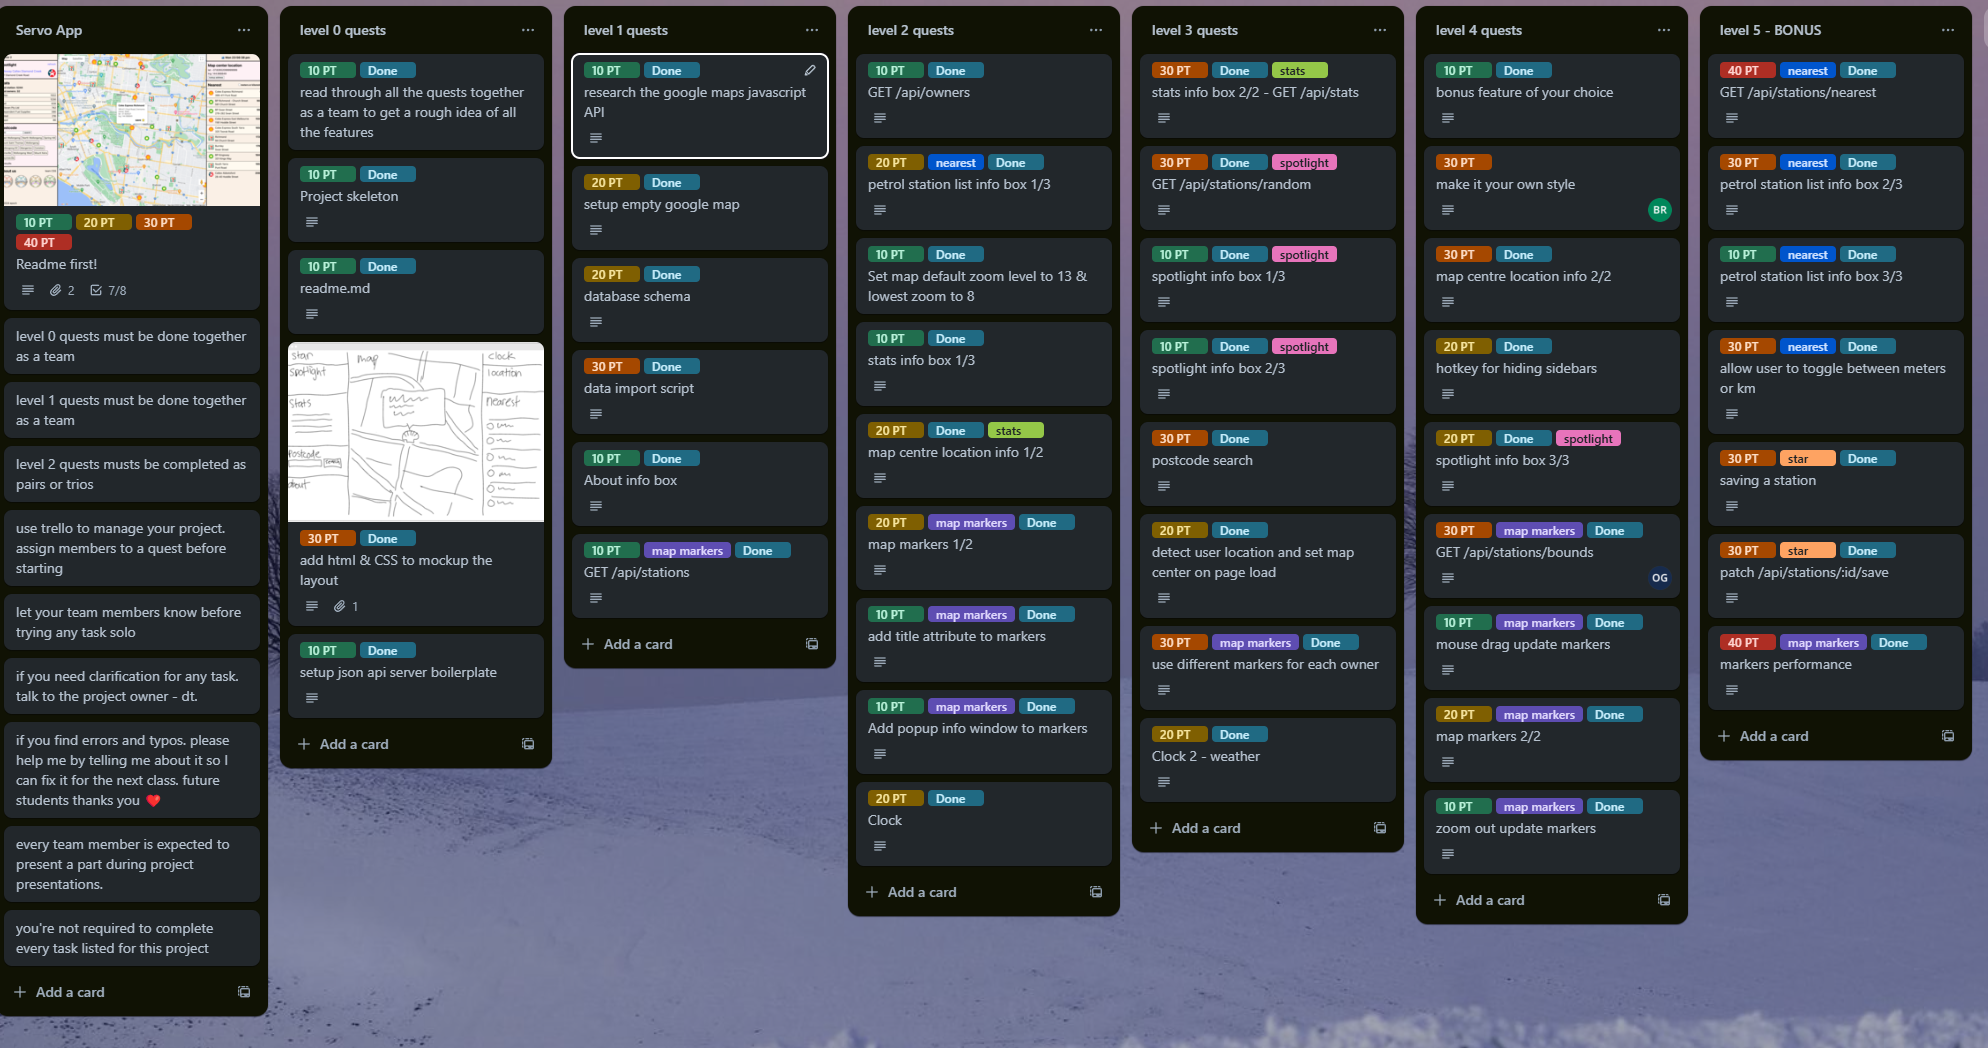 Servo App
10 PT 20 PT 30 PT
40 PT
Readme first!
2 7/8
level 0 quests must be done together
as a team
level 1 quests must be done together
as a team
level 2 quests musts be completed as
pairs or trios
use trello to manage your project.
assign members to a quest before
starting
let your team members know before
trying any task solo
if you need clarification for any task.
talk to the project owner - dt.
if you find errors and typos. please
help me by telling me about it so I
can fix it for the next class. future
students thanks you ❤️
every team member is expected to
present a part during project
presentations.
you're not required to complete
every task listed for this project
+ Add a card
level 0 quests
10 PT Done
read through all the quests together
as a team to get a rough idea of all
the features
10 PT Done
Project skeleton
10 PT Done
readme.md
star map clock
spotlight location
stats nearest
postcode
about
30 PT Done
add html & CSS to mockup the
layout
1
10 PT Done
setup json api server boilerplate
+ Add a card
level 1 quests
10 PT Done
research the google maps javascript
API
20 PT Done
setup empty google map
20 PT Done
database schema
30 PT Done
data import script
10 PT Done
About info box
10 PT map markers Done
GET /api/stations
+ Add a card
level 2 quests
10 PT Done
GET /api/owners
20 PT nearest Done
petrol station list info box 1/3
10 PT Done
Set map default zoom level to 13 &
lowest zoom to 8
10 PT Done
stats info box 1/3
20 PT Done stats
map centre location info 1/2
20 PT map markers Done
map markers 1/2
10 PT map markers Done
add title attribute to markers
10 PT map markers Done
Add popup info window to markers
20 PT Done
Clock
+ Add a card
level 3 quests
30 PT Done stats
stats info box 2/2 - GET /api/stats
30 PT Done spotlight
GET /api/stations/random
10 PT Done spotlight
spotlight info box 1/3
10 PT Done spotlight
spotlight info box 2/3
30 PT Done
postcode search
20 PT Done
detect user location and set map
center on page load
30 PT map markers Done
use different markers for each owner
20 PT Done
Clock 2 - weather
+ Add a card
level 4 quests
10 PT Done
bonus feature of your choice
30 PT
make it your own style
BR
30 PT Done
map centre location info 2/2
20 PT Done
hotkey for hiding sidebars
20 PT Done spotlight
spotlight info box 3/3
30 PT map markers Done
GET /api/stations/bounds
OG
10 PT map markers Done
mouse drag update markers
20 PT map markers Done
map markers 2/2
10 PT map markers Done
zoom out update markers
+ Add a card
level 5 - BONUS
40 PT nearest Done
GET /api/stations/nearest
30 PT nearest Done
petrol station list info box 2/3
10 PT nearest Done
petrol station list info box 3/3
30 PT nearest Done
allow user to toggle between meters
or km
30 PT star Done
saving a station
30 PT star Done
patch /api/stations/:id/save
40 PT map markers Done
markers performance
+ Add a card